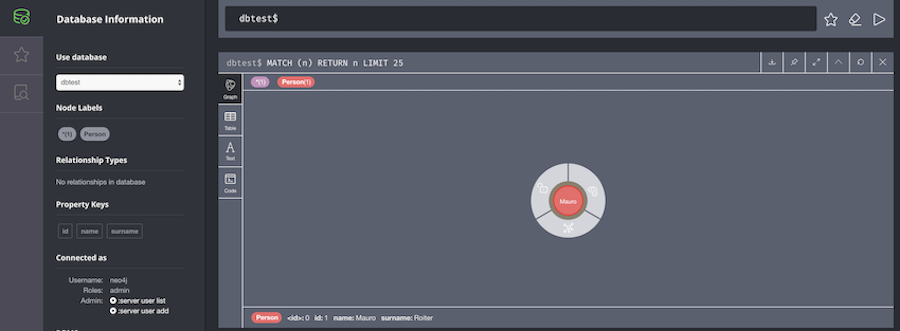 Database Information
Use database
dbtest
Node Labels
*(1) Person
Relationship Types
No relationships in database
Property Keys
id name surname
Connected as
Username: neo4j
Roles: admin
Admin: :server user list
:server user add
dbtest$
dbtest$ MATCH (n) RETURN n LIMIT 25
Graph
Table
Text
Code
*(1) Person(1)
Mauro
Person <id>: 0 id: 1 name: Mauro surname: Roiter